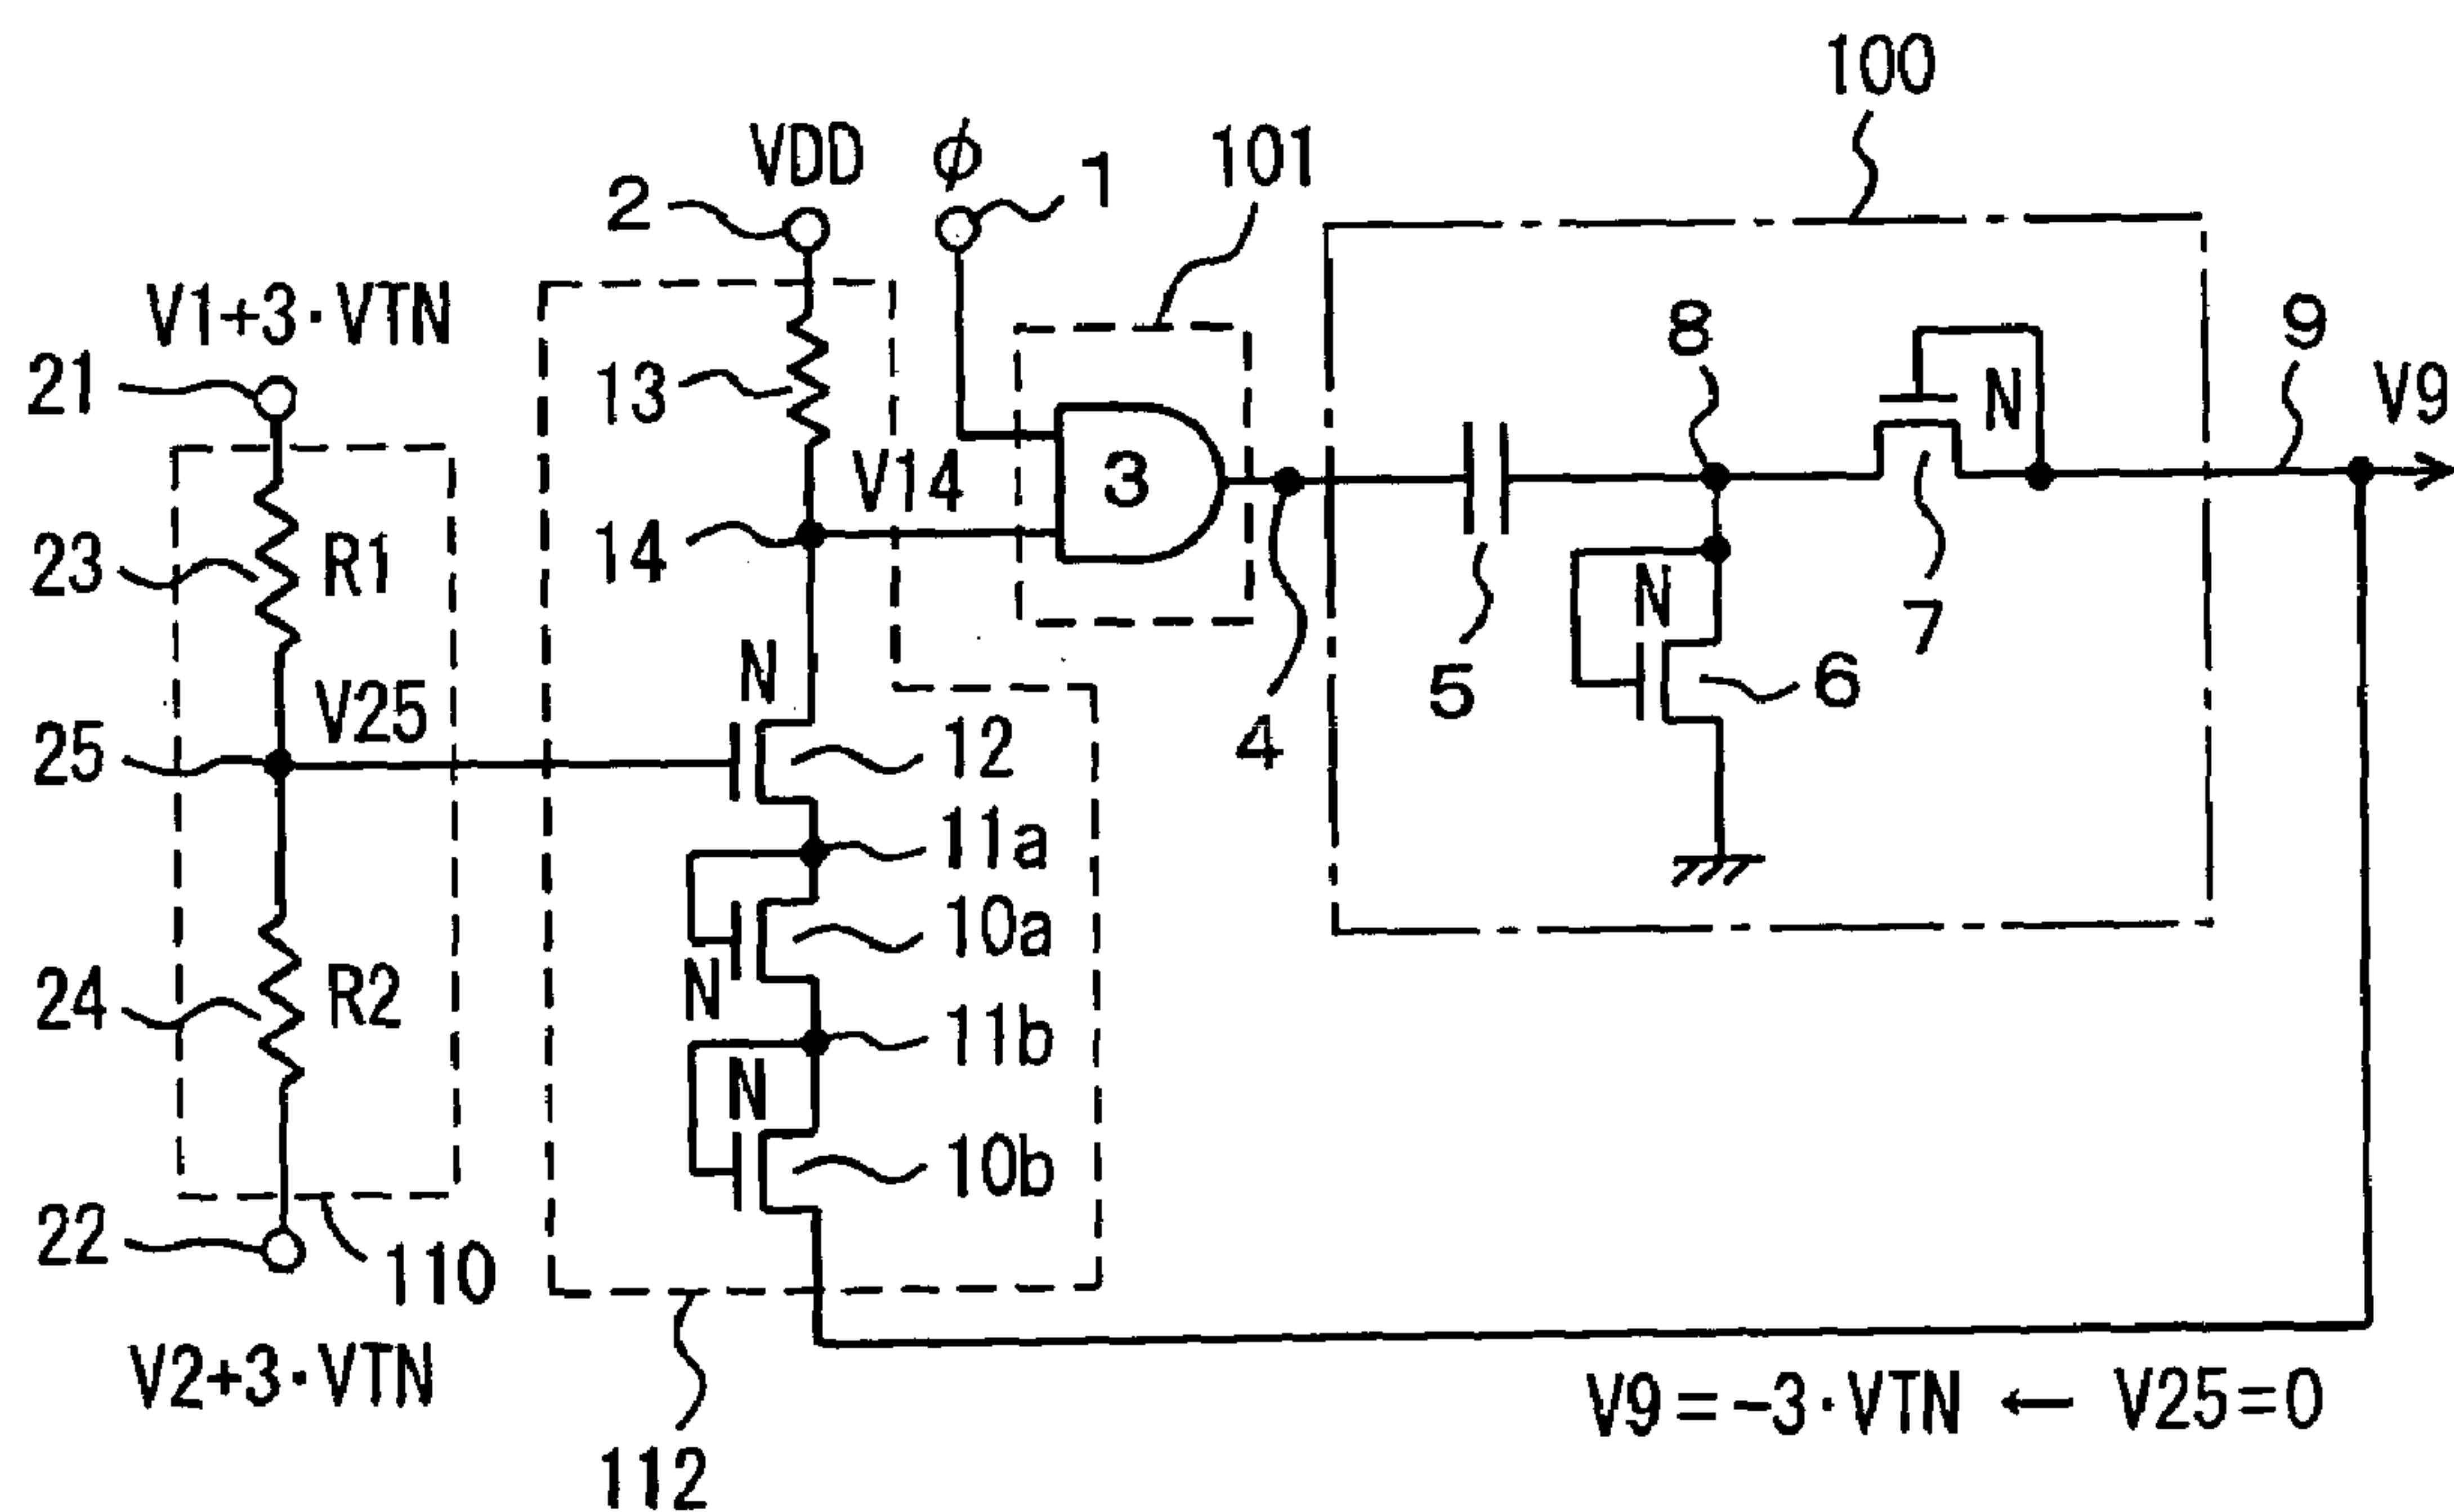 100
VDD
φ
1
101
2
V1+3·VTN
21
13
8
9
N
V9
V14
3
14
23
R1
N
7
N
6
5
V25
25
12
4
11a
10a
24
R2
N
11b
N
10b
22
110
V2+3·VTN
V9=-3·VTN ← V25=0
112